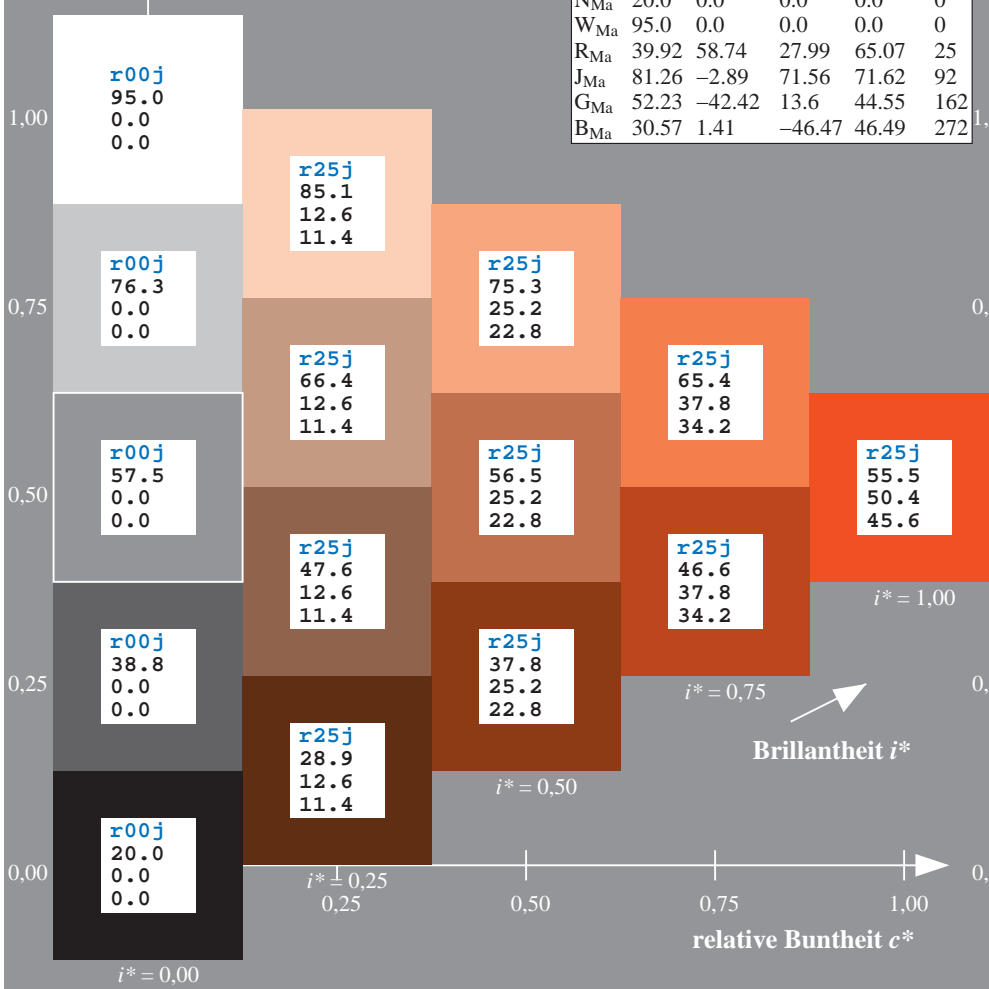 N_Ma 20.0 0.0 0.0 0.0 0
W_Ma 95.0 0.0 0.0 0.0 0
R_Ma 39.92 58.74 27.99 65.07 25
J_Ma 81.26 −2.89 71.56 71.62 92
G_Ma 52.23 −42.42 13.6 44.55 162
B_Ma 30.57 1.41 −46.47 46.49 272
r00j
95.0
0.0
0.0
1,00
1,
r25j
85.1
12.6
11.4
r00j
76.3
0.0
0.0
r25j
75.3
25.2
22.8
0,75
0,
r25j
66.4
12.6
11.4
r25j
65.4
37.8
34.2
r00j
57.5
0.0
0.0
r25j
56.5
25.2
22.8
r25j
55.5
50.4
45.6
0,50
r25j
47.6
12.6
11.4
r25j
46.6
37.8
34.2
i* = 1,00
r00j
38.8
0.0
0.0
r25j
37.8
25.2
22.8
0,25
0,
i* = 0,75
r25j
28.9
12.6
11.4
Brillantheit i*
i* = 0,50
r00j
20.0
0.0
0.0
0,00
0,
i* = 0,25
0,25 0,50 0,75 1,00
relative Buntheit c*
i* = 0,00